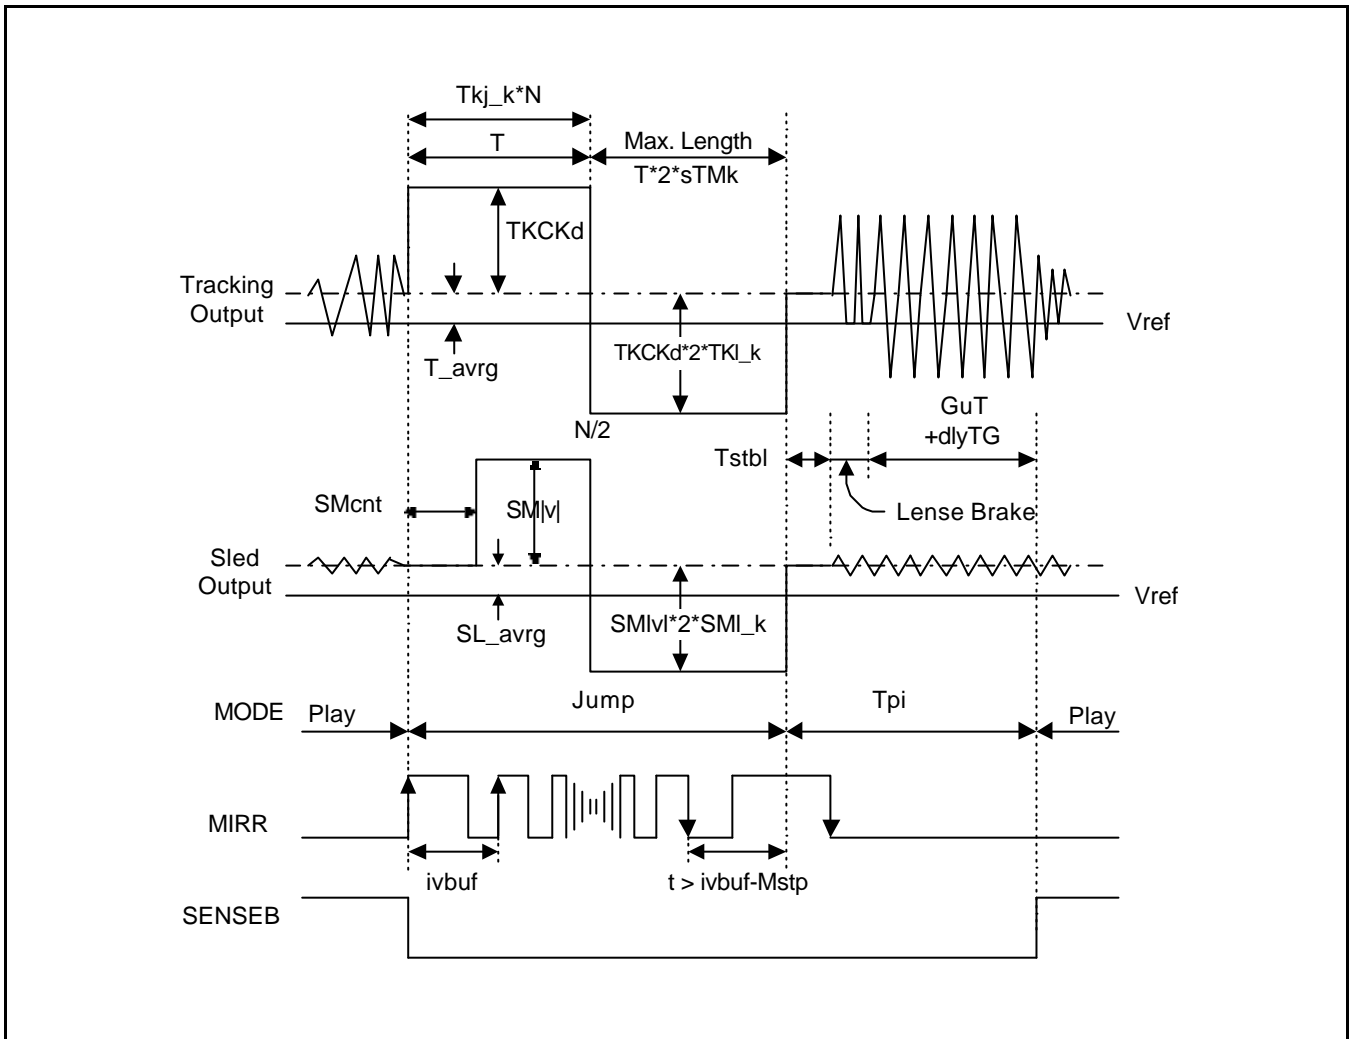 Tkj_k*N
T
Max. Length
T*2*sTMk
TKCKd
Tracking
Output
Vref
TKCKd*2*TKl_k
T_avrg
N/2
GuT
+dlyTG
Tstbl
SMcnt
SM|v|
Lense Brake
Sled
Output
Vref
SL_avrg
SMlvl*2*SMl_k
MODE
Play
Jump
Tpi
Play
MIRR
ivbuf
t > ivbuf-Mstp
SENSEB